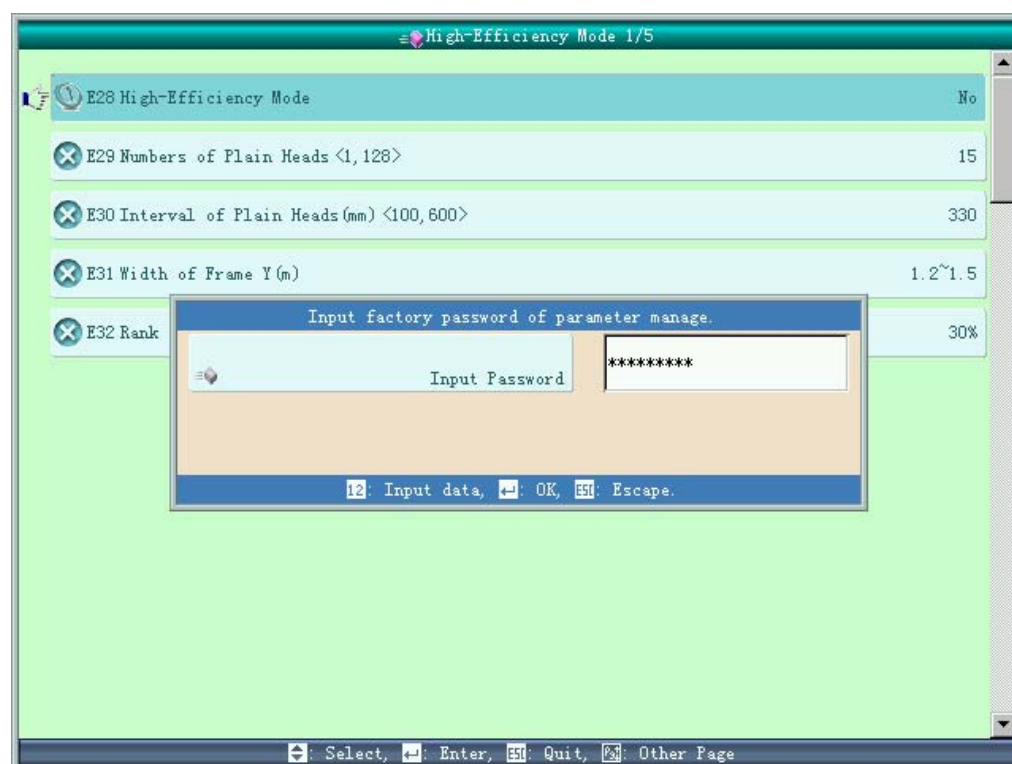 High-Efficiency Mode 1/5
E28 High-Efficiency Mode No
E29 Numbers of Plain Heads <1,128> 15
E30 Interval of Plain Heads(mm) <100,600> 330
E31 Width of Frame Y(m) 1.2~1.5
E32 Rank 30%
Input factory password of parameter manage.
Input Password *********
12: Input data, ↵: OK, ESC: Escape.
: Select, ↵: Enter, ESC: Quit, : Other Page